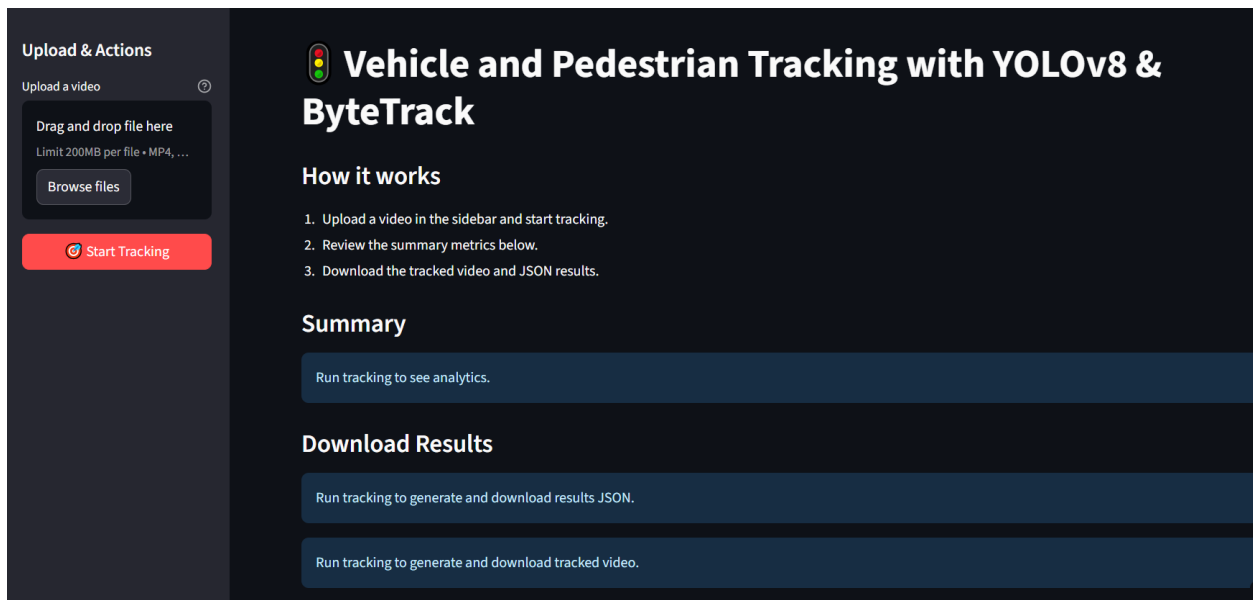 Upload & Actions
Upload a video
Drag and drop file here
Limit 200MB per file • MP4, ...
Browse files
Start Tracking
Vehicle and Pedestrian Tracking with YOLOv8 &
ByteTrack
How it works
1. Upload a video in the sidebar and start tracking.
2. Review the summary metrics below.
3. Download the tracked video and JSON results.
Summary
Run tracking to see analytics.
Download Results
Run tracking to generate and download results JSON.
Run tracking to generate and download tracked video.